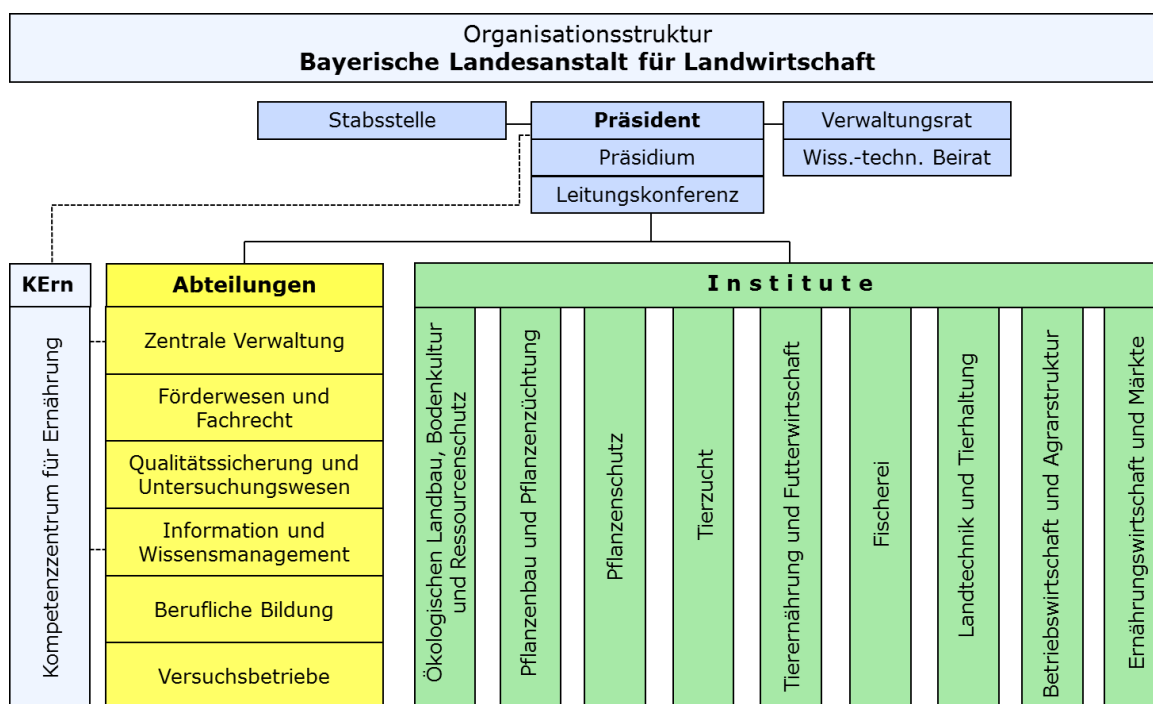 Organisationsstruktur
Bayerische Landesanstalt für Landwirtschaft
Stabsstelle
Präsident
Verwaltungsrat
Präsidium
Wiss.-techn. Beirat
Leitungskonferenz
KErn
Kompetenzzentrum für Ernährung
Abteilungen
Zentrale Verwaltung
Förderwesen und
Fachrecht
Qualitätssicherung und
Untersuchungswesen
Information und
Wissensmanagement
Berufliche Bildung
Versuchsbetriebe
Institute
Ökologischen Landbau, Bodenkultur
und Ressourcenschutz
Pflanzenbau und Pflanzenzüchtung
Pflanzenschutz
Tierzucht
Tierernährung und Futterwirtschaft
Fischerei
Landtechnik und Tierhaltung
Betriebswirtschaft und Agrarstruktur
Ernährungswirtschaft und Märkte